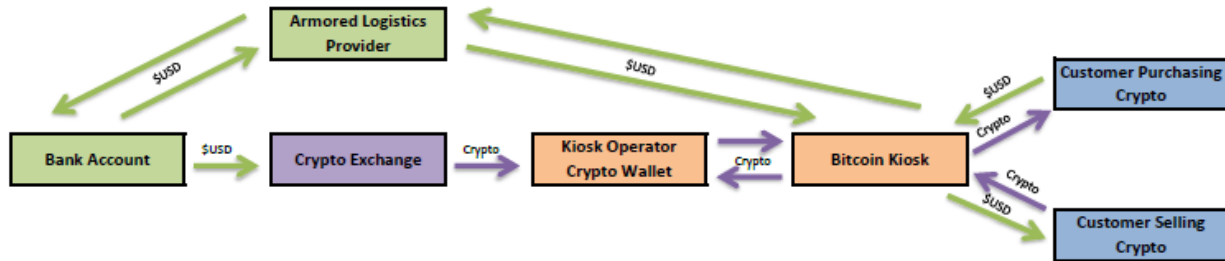 Armored Logistics
Provider
$USD
$USD
$USD
Customer Purchasing
Crypto
Crypto
Bank Account
$USD
Crypto Exchange
Crypto
Kiosk Operator
Crypto Wallet
Crypto
Bitcoin Kiosk
Crypto
$USD
Customer Selling
Crypto